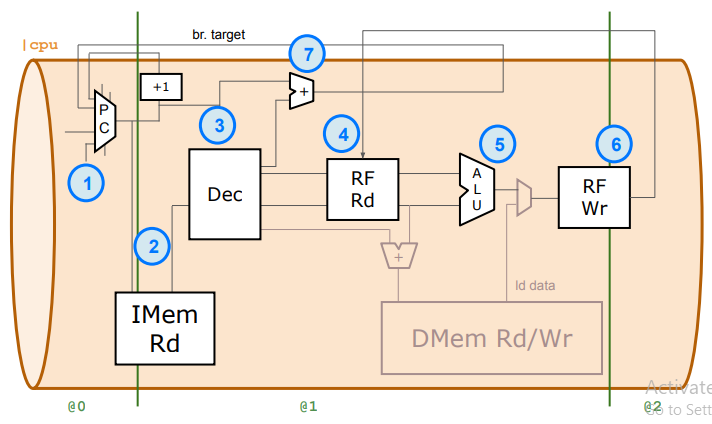 br. target
|cpu
7
+1
+
P
C
3
4
5
6
1
Dec
RF
Rd
A
L
U
RF
Wr
2
+
ld data
IMem
Rd
DMem Rd/Wr
Activate
@0
@1
@2
Go to Sett